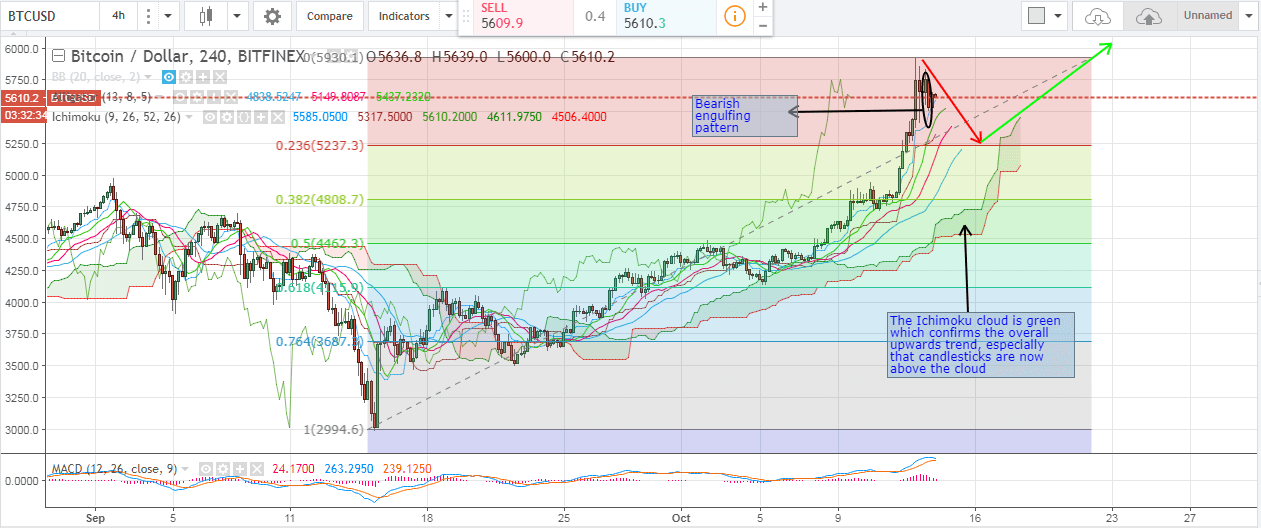 BTCUSD 4h Compare Indicators SELL 5609.9 0.4 BUY 5610.3 Unnamed
Bitcoin / Dollar, 240, BITFINEX O5636.8 H5639.0 L5600.0 C5610.2
0(5930.1)
BB (20, close, 2)
(13, 8, 5) 4838.5247 5149.8087 5437.2320
Ichimoku (9, 26, 52, 26) 5585.0500 5317.5000 5610.2000 4611.9750 4506.4000
6000.0
5750.0
5610.2 BTCUSD
03:32:34
5250.0
5000.0
4750.0
4500.0
4250.0
4000.0
3750.0
3500.0
3250.0
3000.0
0.236(5237.3)
0.382(4808.7)
0.5(4462.3)
0.618(4115.9)
0.764(3687.3)
1(2994.6)
Bearish
engulfing
pattern
The Ichimoku cloud is green
which confirms the overall
upwards trend, especially
that candlesticks are now
above the cloud
MACD (12, 26, close, 9) 24.1700 263.2950 239.1250
0.0000
Sep 5 11 18 25 Oct 5 9 16 23 27